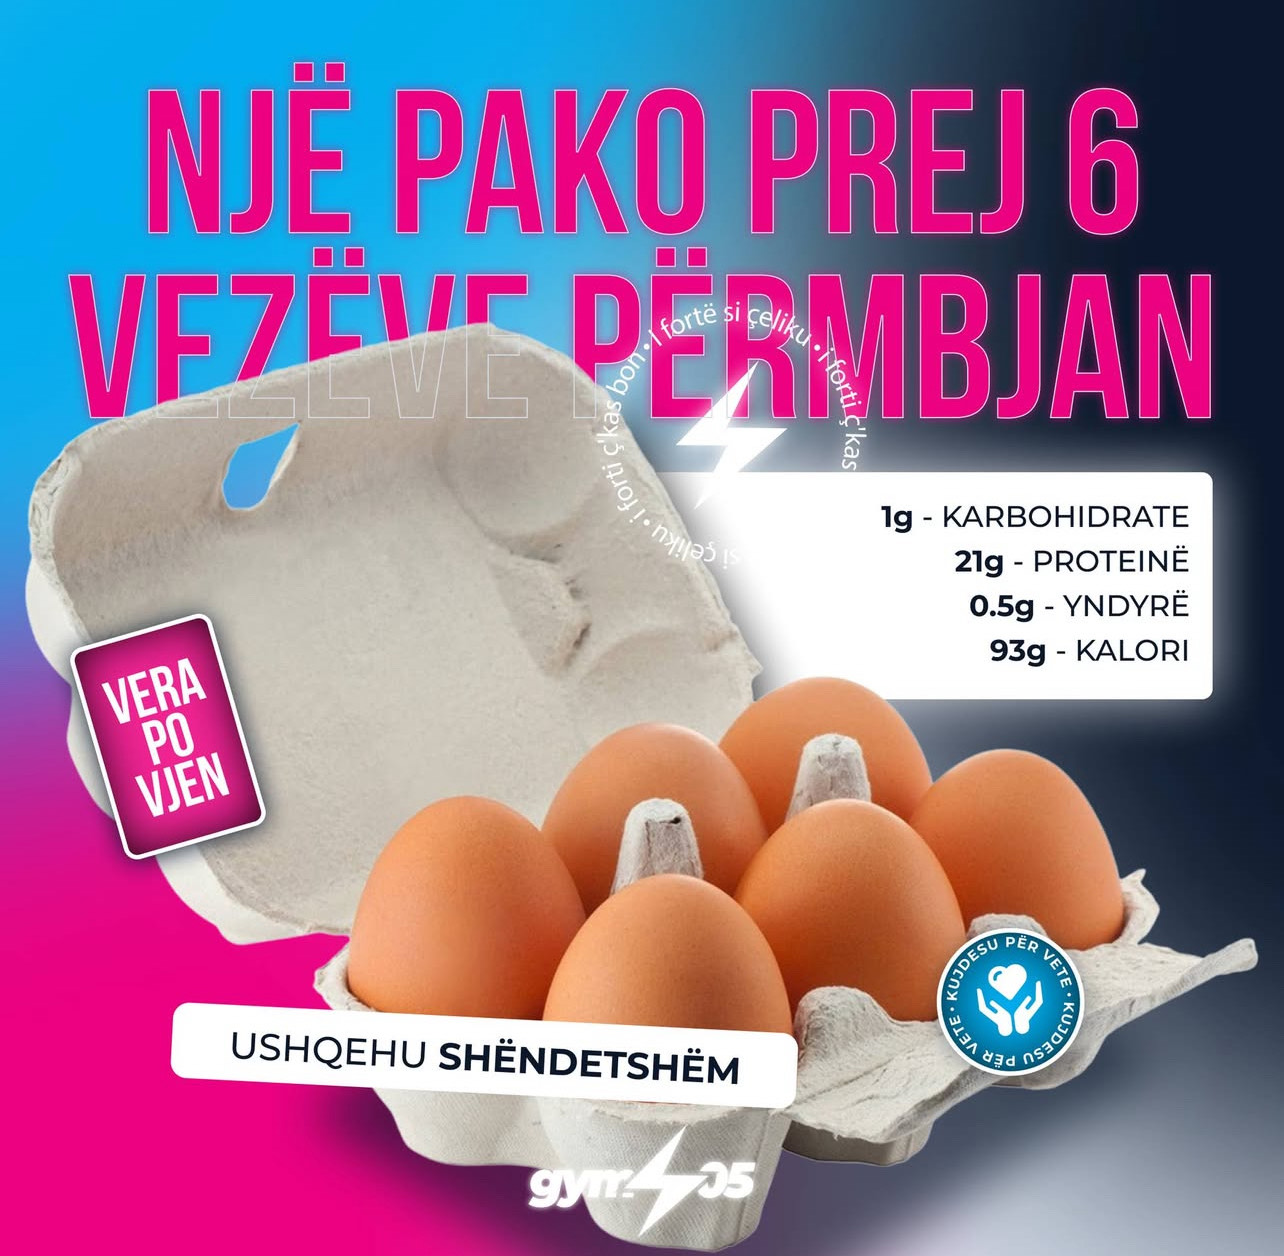 NJË PAKO PREJ 6
VEZËVE PËRMBJAN
I fortë si çeliku • i forti ç'kas bon •
si çeliku • i forti ç'kas
1g - KARBOHIDRATE
21g - PROTEINË
0.5g - YNDYRË
93g - KALORI
VERA
PO
VJEN
KUJDESU PËR VETE • KUJDESU PËR VETE •
USHQEHU SHËNDETSHËM
gym 05